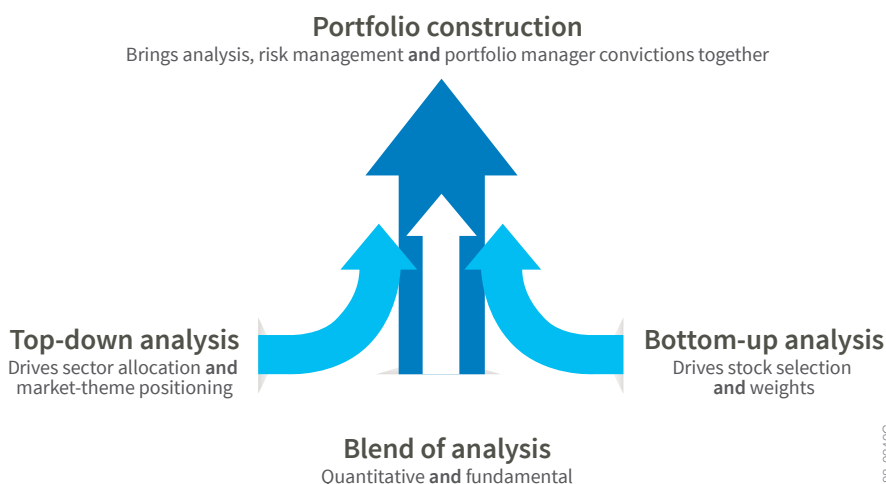 Portfolio construction
Brings analysis, risk management and portfolio manager convictions together
Top-down analysis
Drives sector allocation and
market-theme positioning
Bottom-up analysis
Drives stock selection
and weights
Blend of analysis
Quantitative and fundamental